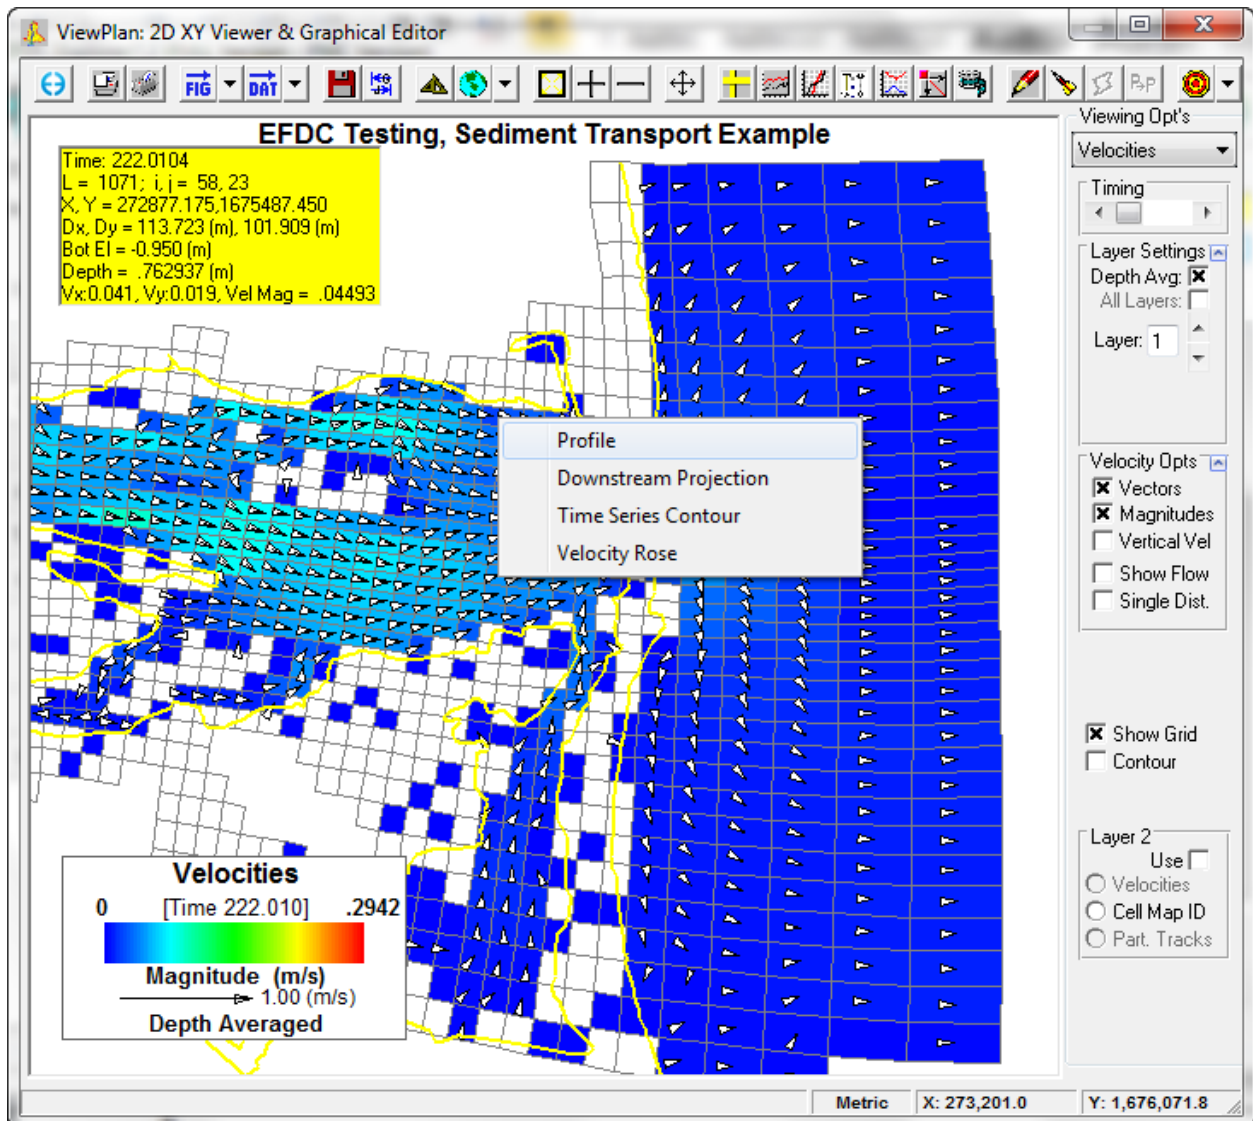 ViewPlan: 2D XY Viewer & Graphical Editor
FIG
DAT
EFDC Testing, Sediment Transport Example
Time: 222.0104
L = 1071; i, j = 58, 23
X, Y = 272877.175,1675487.450
Dx, Dy = 113.723 (m), 101.909 (m)
Bot El = -0.950 (m)
Depth = .762937 (m)
Vx:0.041, Vy:0.019, Vel Mag = .04493
Profile
Downstream Projection
Time Series Contour
Velocity Rose
Velocities
0 [Time 222.010] .2942
Magnitude (m/s)
1.00 (m/s)
Depth Averaged
Viewing Opt's
Velocities
Timing
Layer Settings
Depth Avg:
All Layers:
Layer: 1
Velocity Opts
Vectors
Magnitudes
Vertical Vel
Show Flow
Single Dist.
Show Grid
Contour
Layer 2
Use
Velocities
Cell Map ID
Part. Tracks
Metric X: 273,201.0 Y: 1,676,071.8